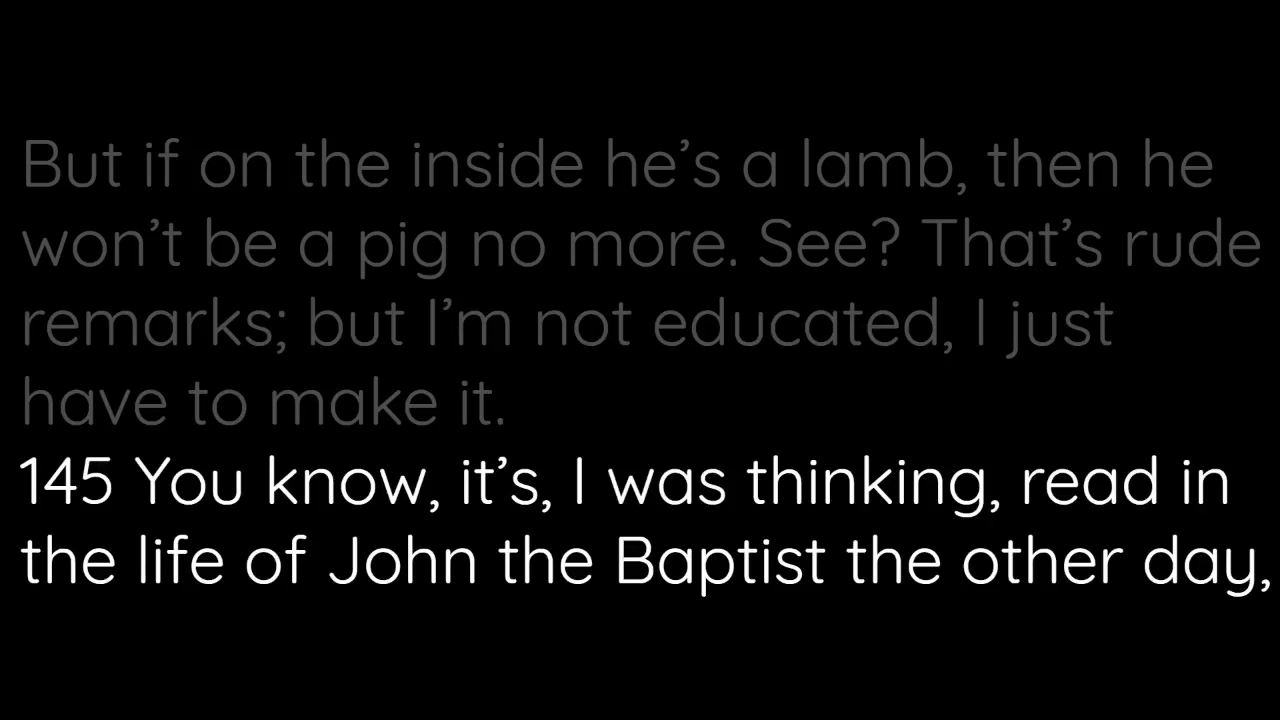 But if on the inside he’s a lamb, then he
won’t be a pig no more. See? That’s rude
remarks; but I’m not educated, I just
have to make it.
145 You know, it’s, I was thinking, read in
the life of John the Baptist the other day,